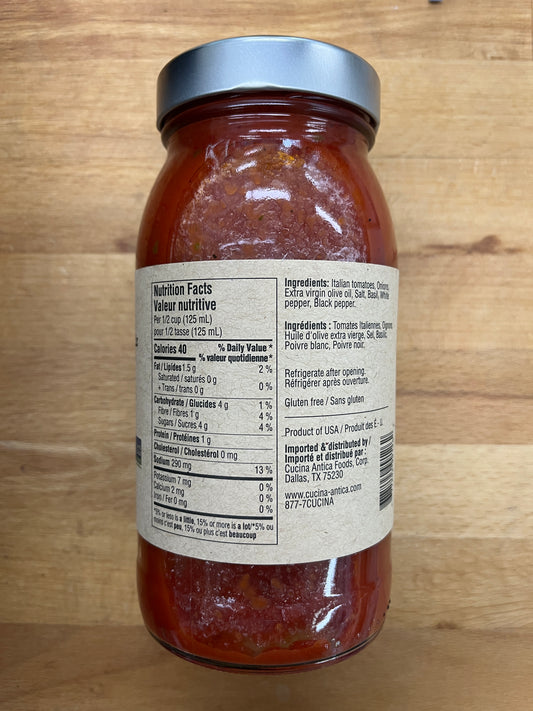 Nutrition Facts
Valeur nutritive
Per 1/2 cup (125 mL)
pour 1/2 tasse (125 mL)
Calories 40
% Daily Value *
% valeur quotidienne *
Fat / Lipides 1.5 g 2 %
Saturated / saturés 0 g
+ Trans / trans 0 g 0 %
Carbohydrate / Glucides 4 g 1 %
Fibre / Fibres 1 g 4 %
Sugars / Sucres 4 g 4 %
Protein / Protéines 1 g
Cholesterol / Cholestérol 0 mg
Sodium 290 mg 13 %
Potassium 7 mg 0 %
Calcium 2 mg 0 %
Iron / Fer 0 mg 0 %
*5% or less is a little, 15% or more is a lot/*5% ou
moins c'est peu, 15% ou plus c'est beaucoup
Ingredients: Italian tomatoes, Onions,
Extra virgin olive oil, Salt, Basil, White
pepper, Black pepper.
Ingrédients : Tomates Italiennes, Oignons,
Huile d'olive extra vierge, Sel, Basilic,
Poivre blanc, Poivre noir.
Refrigerate after opening.
Réfrigérer après ouverture.
Gluten free / Sans gluten
Product of USA / Produit des É.-U.
Imported & distributed by /
Importé et distribué par :
Cucina Antica Foods, Corp.
Dallas, TX 75230
www.cucina-antica.com
877-7CUCINA